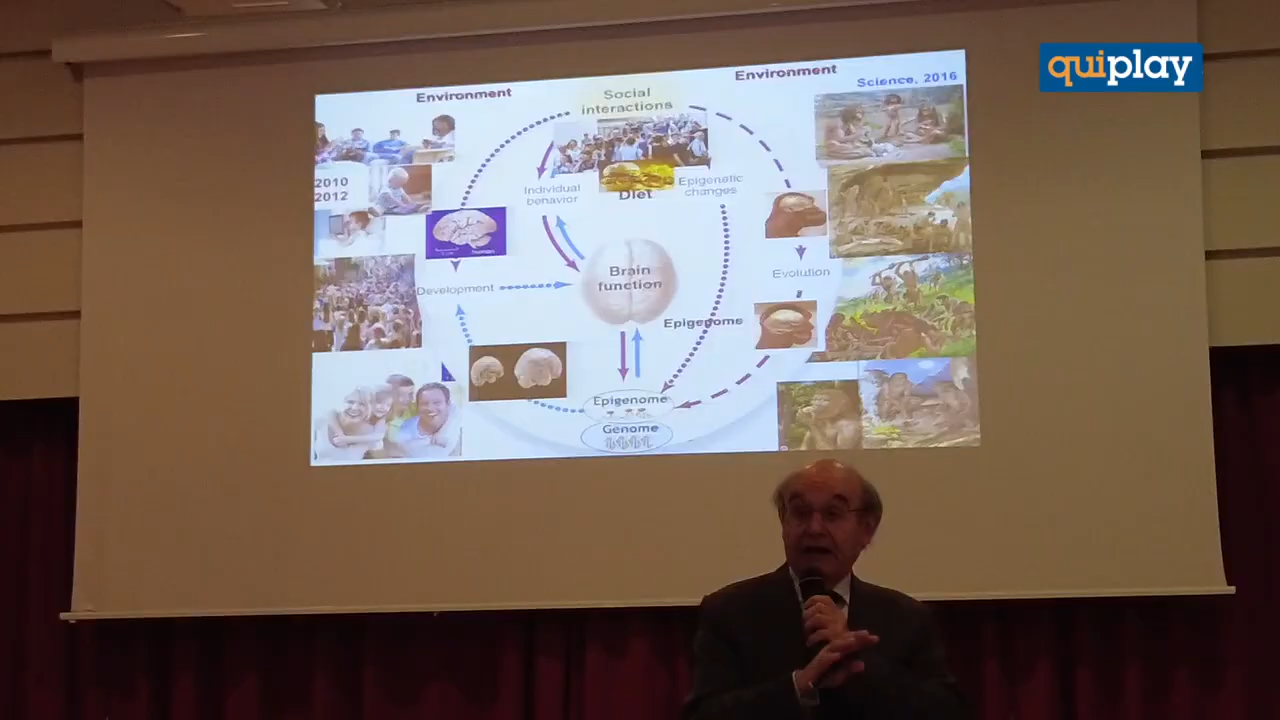 quiplay
Environment
Environment
Science, 2016
Social
interactions
2010
2012
Individual
behavior
Diet
Epigenetic
changes
Brain
function
Evolution
Development
Epigenome
Epigenome
Genome